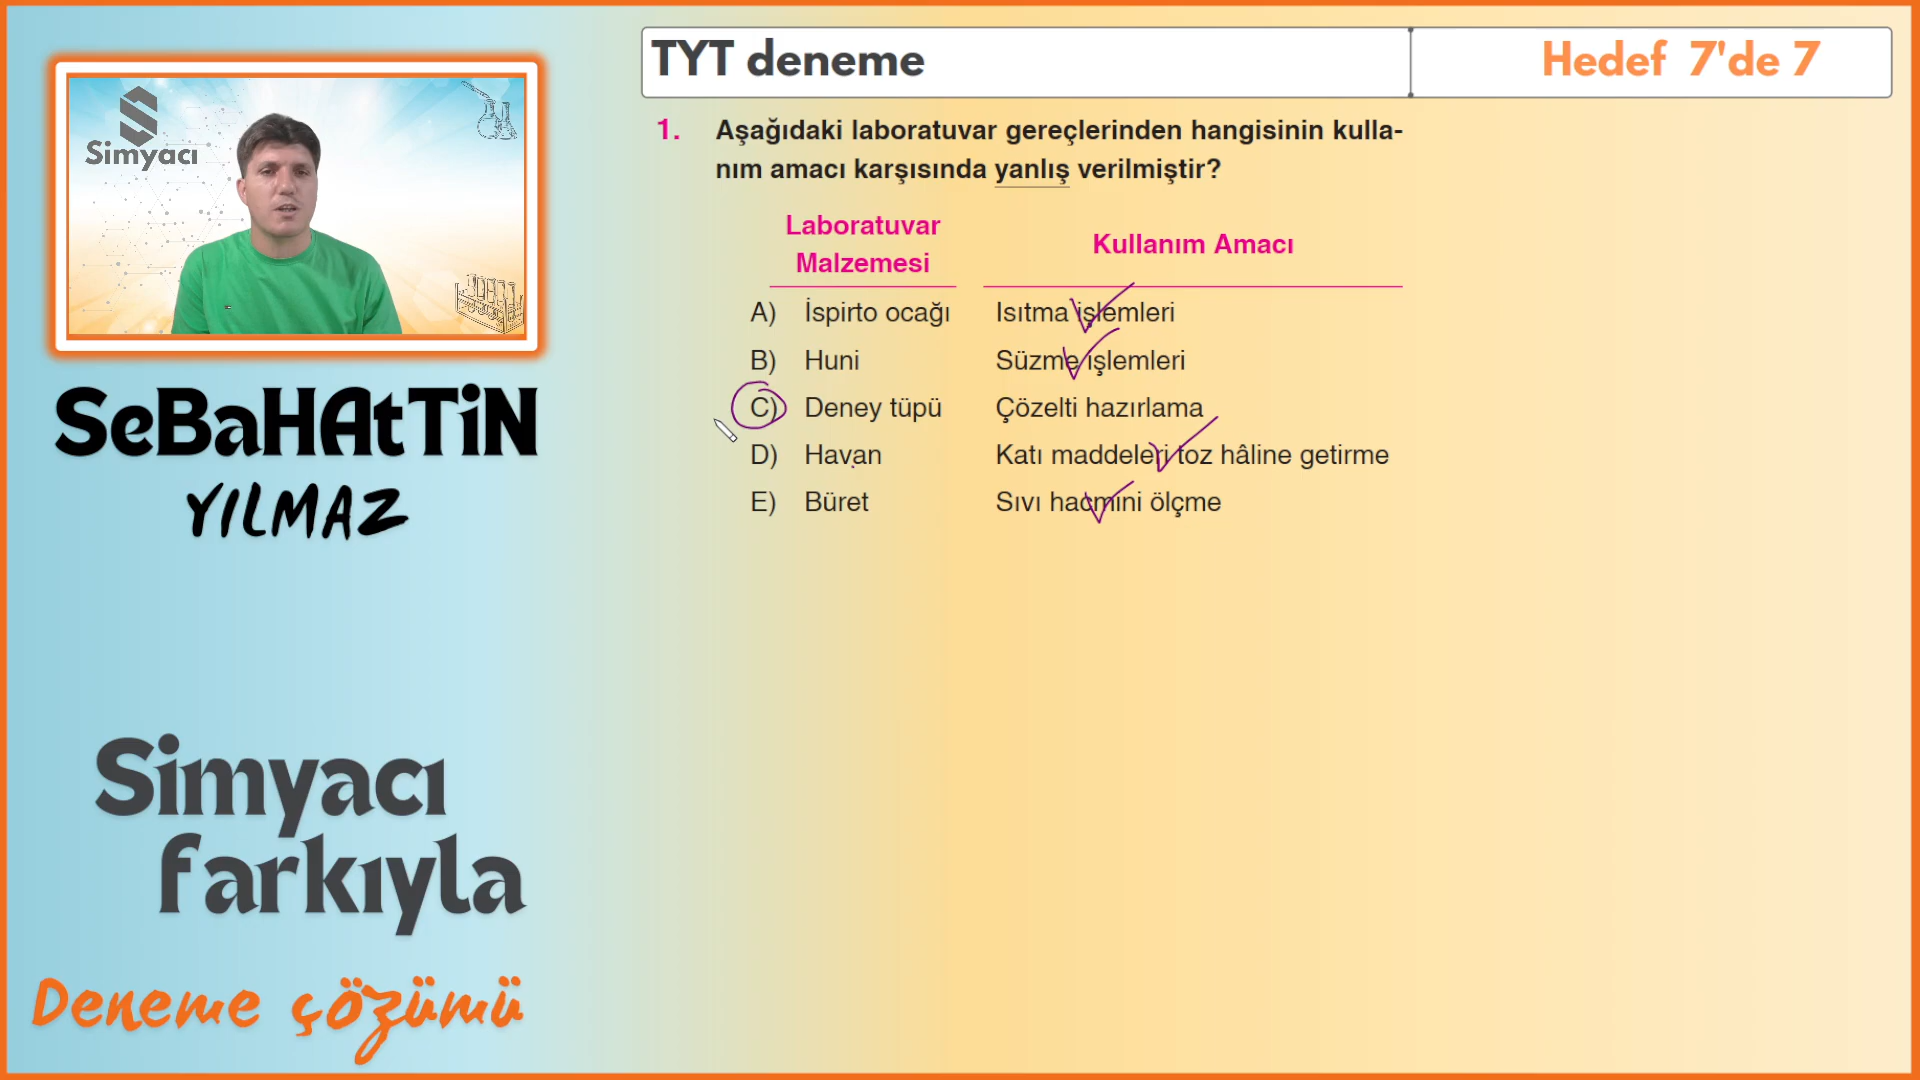 TYT deneme
Hedef 7'de 7
Simyacı
SeBaHAtTiN
YILMAZ
Simyacı
farkıyla
Deneme çözümü
1. Aşağıdaki laboratuvar gereçlerinden hangisinin kulla-
nım amacı karşısında yanlış verilmiştir?
Laboratuvar
Malzemesi
Kullanım Amacı
A) İspirto ocağı Isıtma işlemleri
B) Huni Süzme işlemleri
C) Deney tüpü Çözelti hazırlama
D) Havan Katı maddeleri toz hâline getirme
E) Büret Sıvı hacmini ölçme